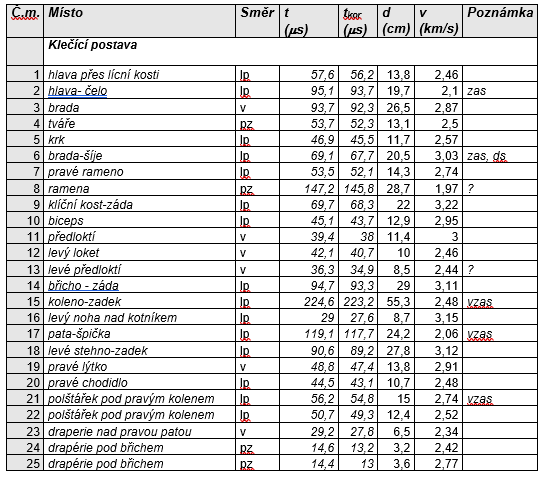 Č.m. Místo Směr t (μs) tkor (μs) d (cm) v (km/s) Poznámka
Klečící postava
1 hlava přes lícní kosti lp 57,6 56,2 13,8 2,46
2 hlava- čelo lp 95,1 93,7 19,7 2,1 zas
3 brada v 93,7 92,3 26,5 2,87
4 tváře pz 53,7 52,3 13,1 2,5
5 krk lp 46,9 45,5 11,7 2,57
6 brada-šíje lp 69,1 67,7 20,5 3,03 zas, ds
7 pravé rameno lp 53,5 52,1 14,3 2,74
8 ramena pz 147,2 145,8 28,7 1,97 ?
9 klíční kost-záda lp 69,7 68,3 22 3,22
10 biceps lp 45,1 43,7 12,9 2,95
11 předloktí v 39,4 38 11,4 3
12 levý loket v 42,1 40,7 10 2,46
13 levé předloktí v 36,3 34,9 8,5 2,44 ?
14 břicho - záda lp 94,7 93,3 29 3,11
15 koleno-zadek lp 224,6 223,2 55,3 2,48 vzas
16 levý noha nad kotníkem lp 29 27,6 8,7 3,15
17 pata-špička lp 119,1 117,7 24,2 2,06 vzas
18 levé stehno-zadek lp 90,6 89,2 27,8 3,12
19 pravé lýtko v 48,8 47,4 13,8 2,91
20 pravé chodidlo lp 44,5 43,1 10,7 2,48
21 polštářek pod pravým kolenem lp 56,2 54,8 15 2,74 vzas
22 polštářek pod pravým kolenem lp 50,7 49,3 12,4 2,52
23 draperie nad pravou patou v 29,2 27,8 6,5 2,34
24 drapérie pod břichem pz 14,6 13,2 3,2 2,42
25 drapérie pod břichem pz 14,4 13 3,6 2,77